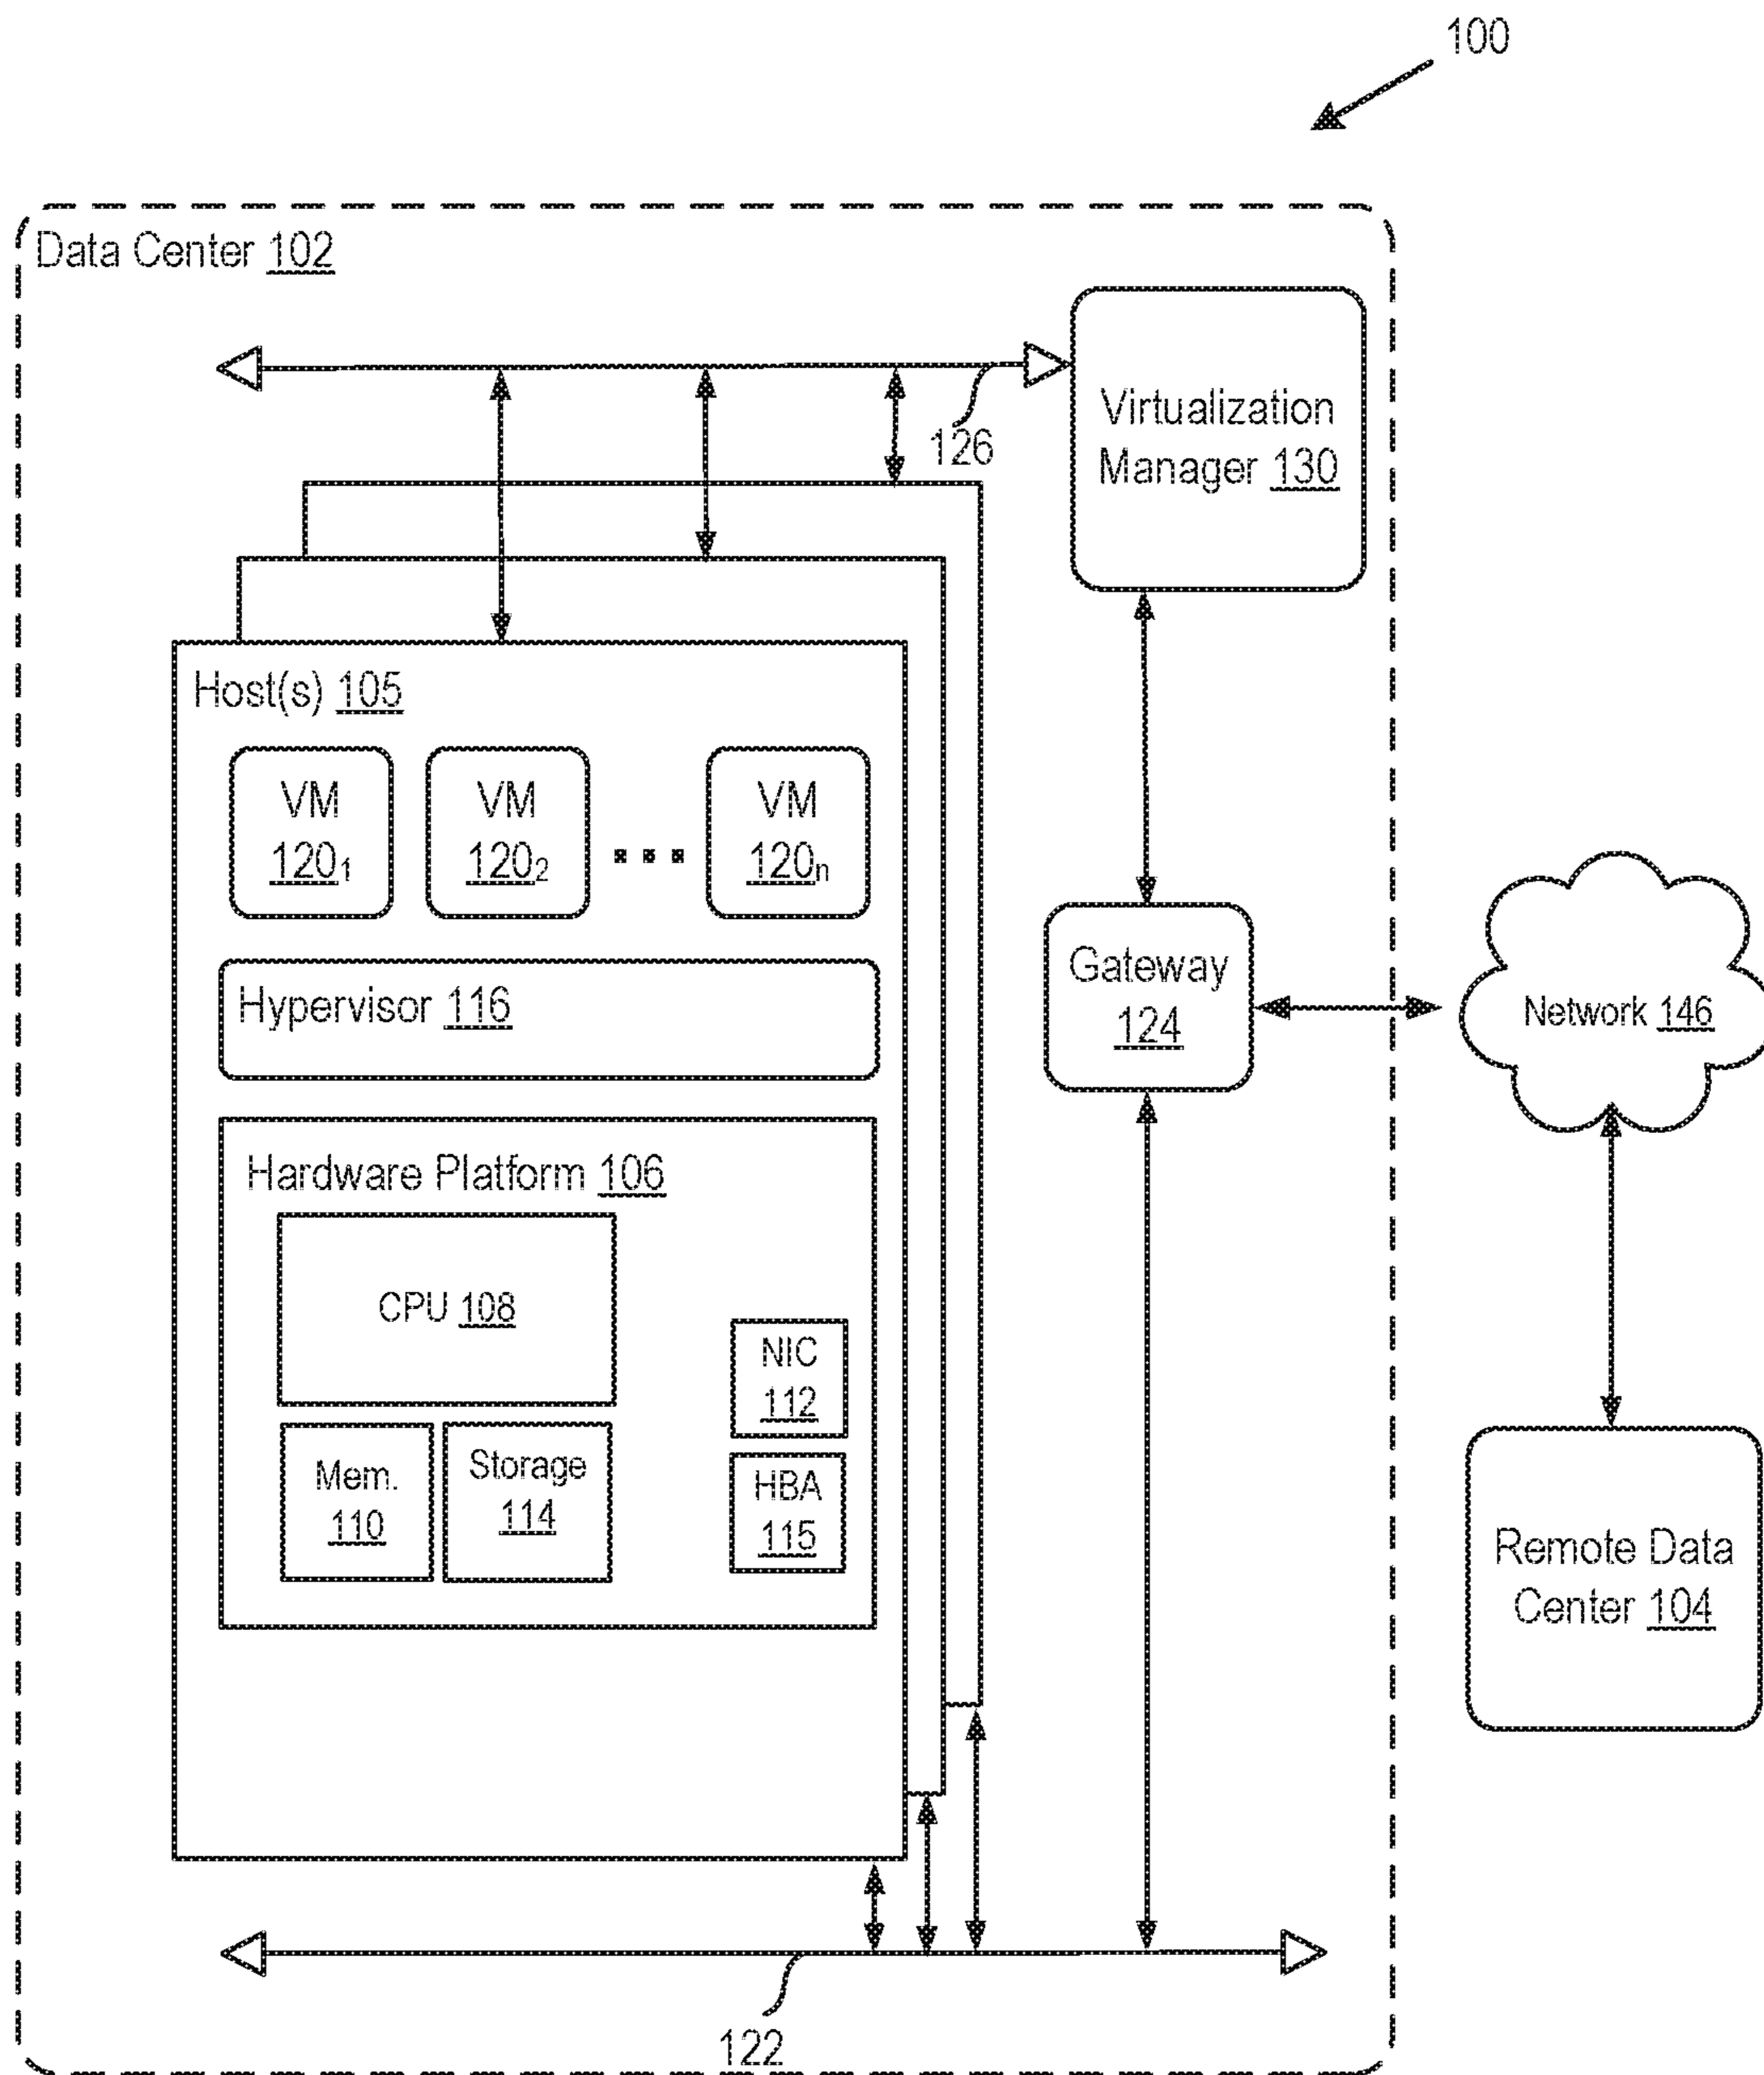 100
Data Center 102
Virtualization
Manager 130
126
Host(s) 105
VM
120₁
VM
120₂
...
VM
120ₙ
Hypervisor 116
Gateway
124
Network 146
Hardware Platform 106
CPU 108
NIC
112
Mem.
110
Storage
114
HBA
115
Remote Data
Center 104
122